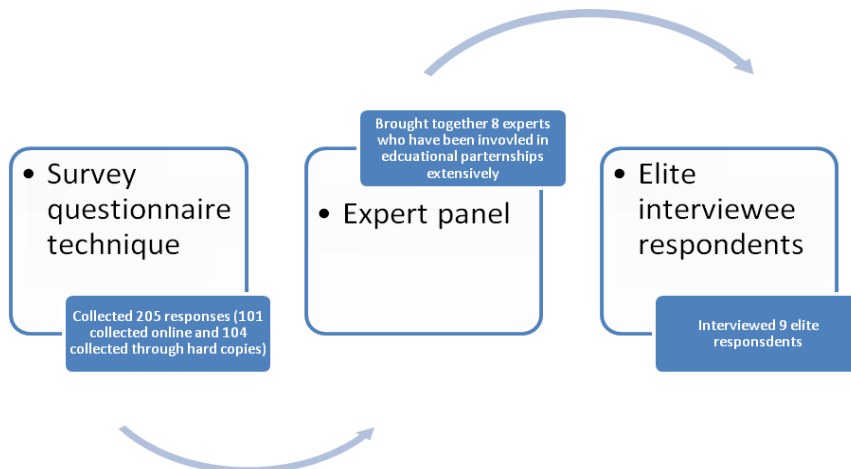 • Survey
questionnaire
technique
Collected 205 responses (101
collected online and 104
collected through hard copies)
Brought together 8 experts
who have been invovled in
edcuational parternships
extensively
• Expert panel
• Elite
interviewee
respondents
Interviewed 9 elite
responsdents